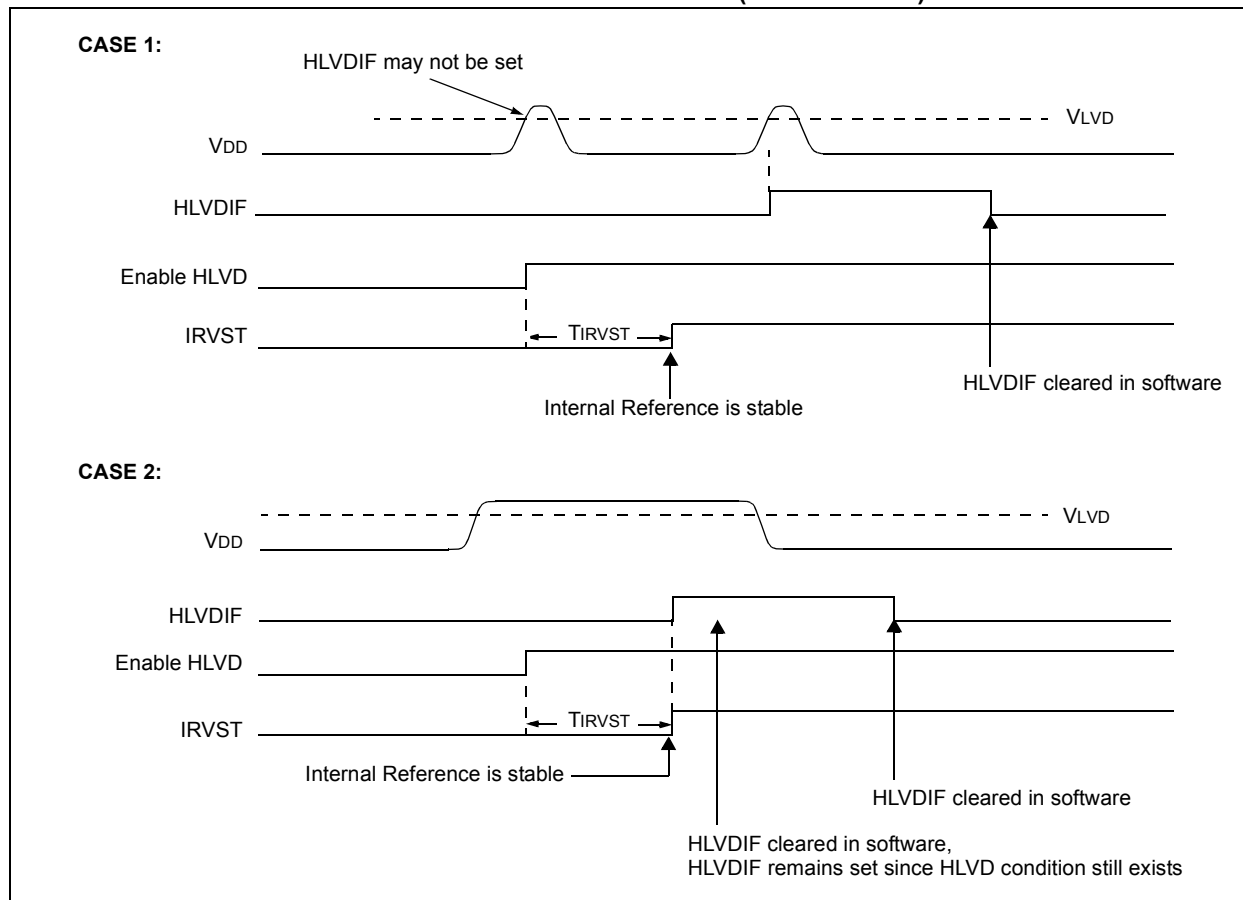 CASE 1:
HLVDIF may not be set
VLVD
VDD
HLVDIF
Enable HLVD
IRVST
TIRVST
HLVDIF cleared in software
Internal Reference is stable
CASE 2:
VLVD
VDD
HLVDIF
Enable HLVD
IRVST
TIRVST
Internal Reference is stable
HLVDIF cleared in software
HLVDIF cleared in software,
HLVDIF remains set since HLVD condition still exists